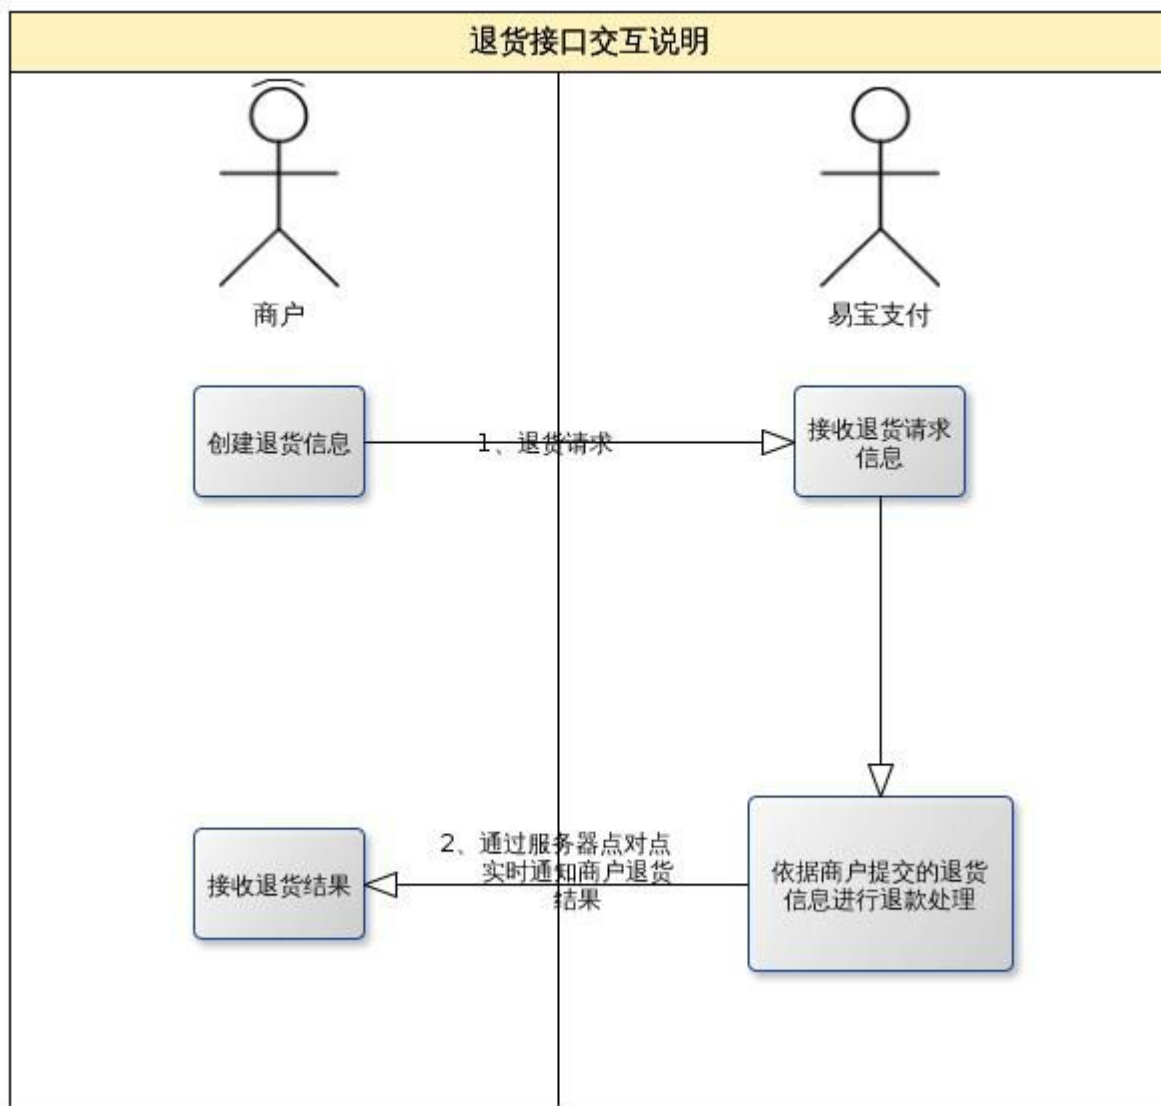 退货接口交互说明
商户
易宝支付
创建退货信息
1、退货请求
接收退货请求
信息
接收退货结果
2、通过服务器点对点
实时通知商户退货
结果
依据商户提交的退货
信息进行退款处理